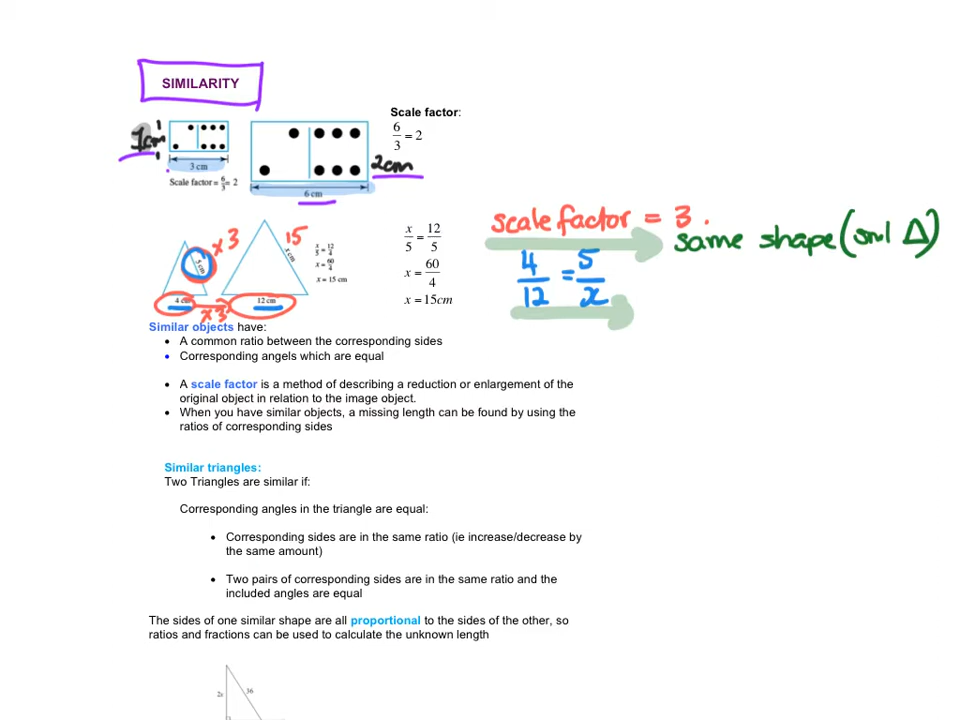 SIMILARITY
Scale factor:
6/3 = 2
1cm
3 cm
Scale factor = 6/3 = 2
2cm
6 cm
scale factor = 3 .
same shape (sml Δ)
x3
15
5 cm
x cm
4 cm
x3
12 cm
x/5 = 12/4
x = 60/4
x = 15 cm
x/5 = 12/5
x = 60/4
x = 15cm
4/12 = 5/x
Similar objects have:
• A common ratio between the corresponding sides
• Corresponding angels which are equal
• A scale factor is a method of describing a reduction or enlargement of the
original object in relation to the image object.
• When you have similar objects, a missing length can be found by using the
ratios of corresponding sides
Similar triangles:
Two Triangles are similar if:
Corresponding angles in the triangle are equal:
• Corresponding sides are in the same ratio (ie increase/decrease by
the same amount)
• Two pairs of corresponding sides are in the same ratio and the
included angles are equal
The sides of one similar shape are all proportional to the sides of the other, so
ratios and fractions can be used to calculate the unknown length
36